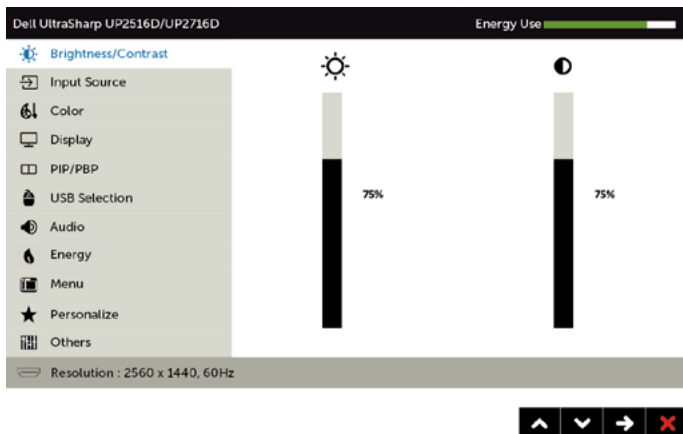 Dell UltraSharp UP2516D/UP2716D
Energy Use
Brightness/Contrast
Input Source
Color
Display
PIP/PBP
USB Selection
Audio
Energy
Menu
Personalize
Others
75%
75%
Resolution : 2560 x 1440, 60Hz